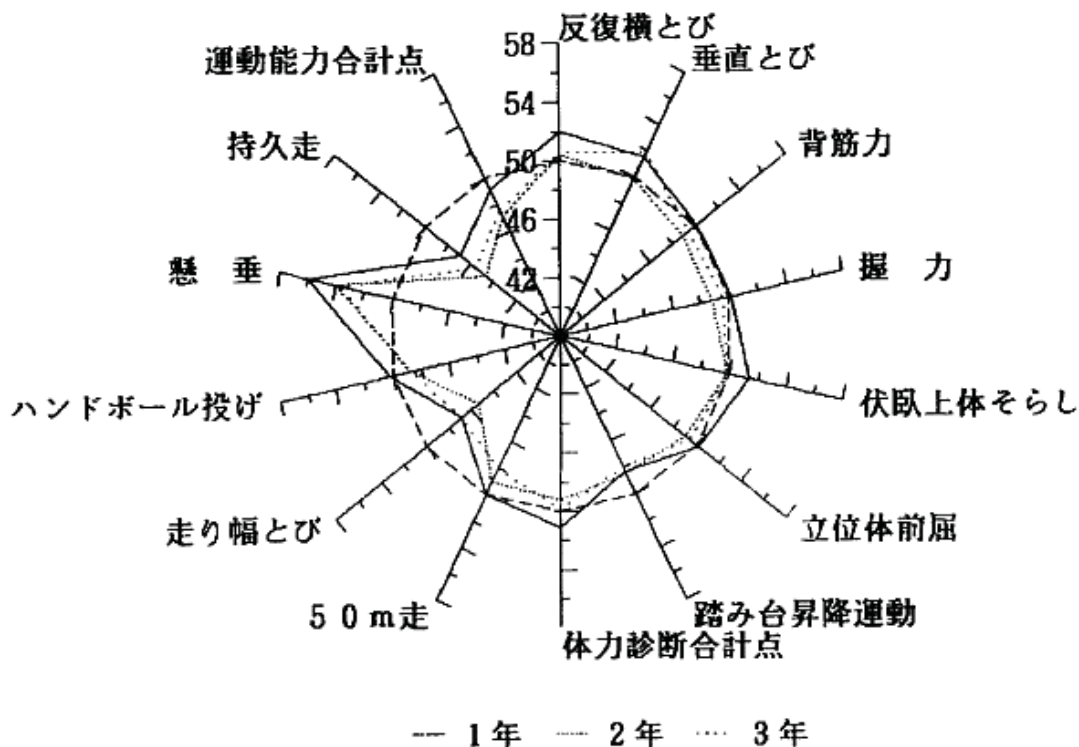 反復横とび
垂直とび
背筋力
握　力
伏臥上体そらし
立位体前屈
踏み台昇降運動
体力診断合計点
５０ｍ走
走り幅とび
ハンドボール投げ
懸　垂
持久走
運動能力合計点
58
54
50
46
42
1年 2年 3年